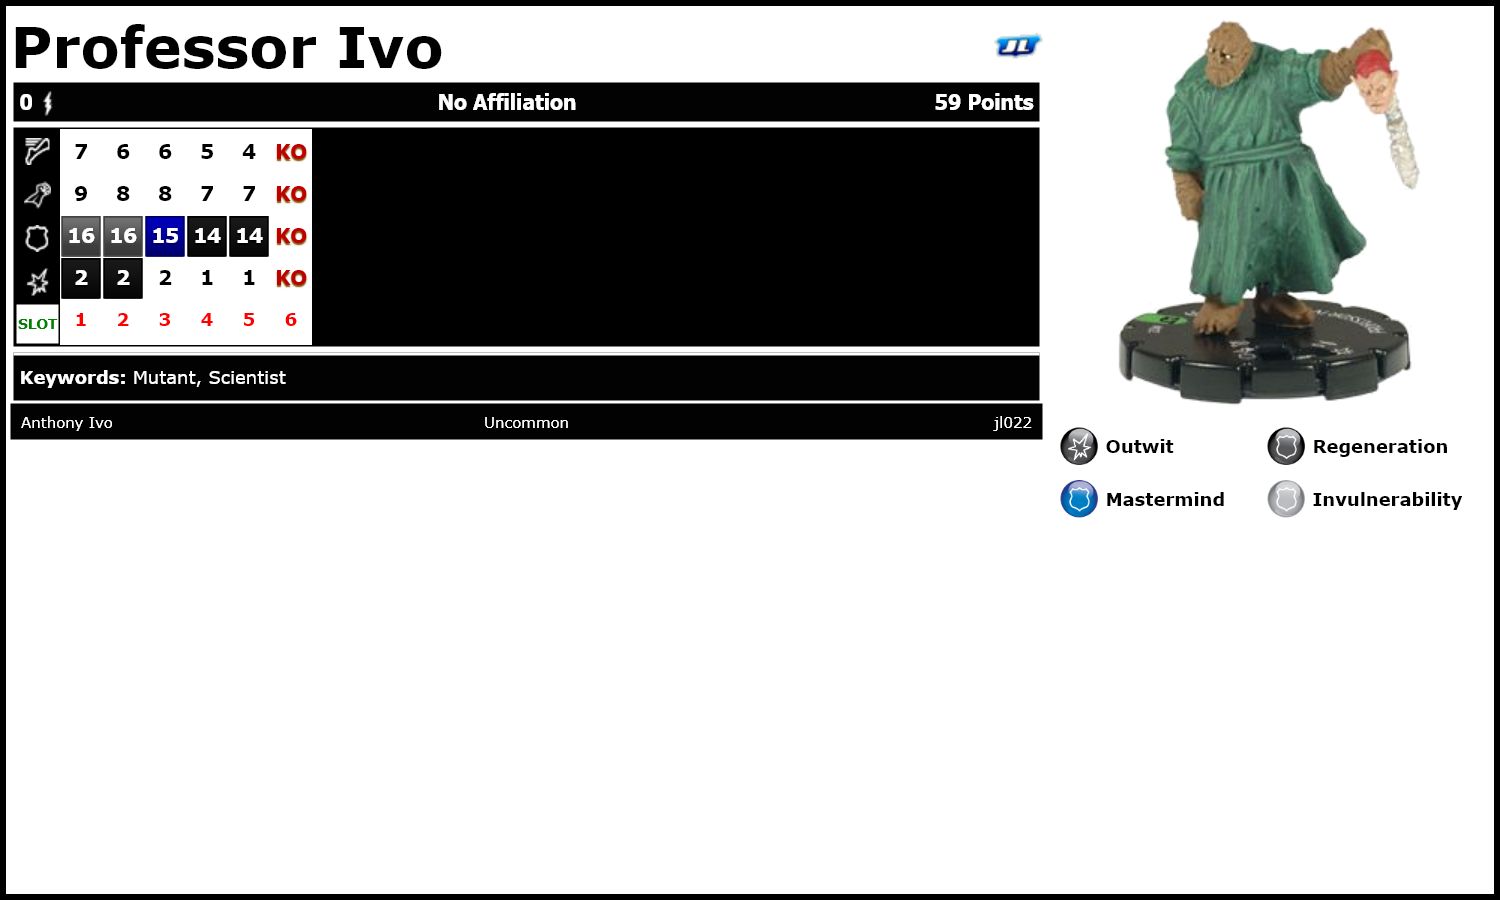 Professor Ivo
JL
0 No Affiliation 59 Points
7 6 6 5 4 KO
9 8 8 7 7 KO
16 16 15 14 14 KO
2 2 2 1 1 KO
SLOT 1 2 3 4 5 6
Keywords: Mutant, Scientist
Anthony Ivo Uncommon jl022
Outwit Regeneration
Mastermind Invulnerability